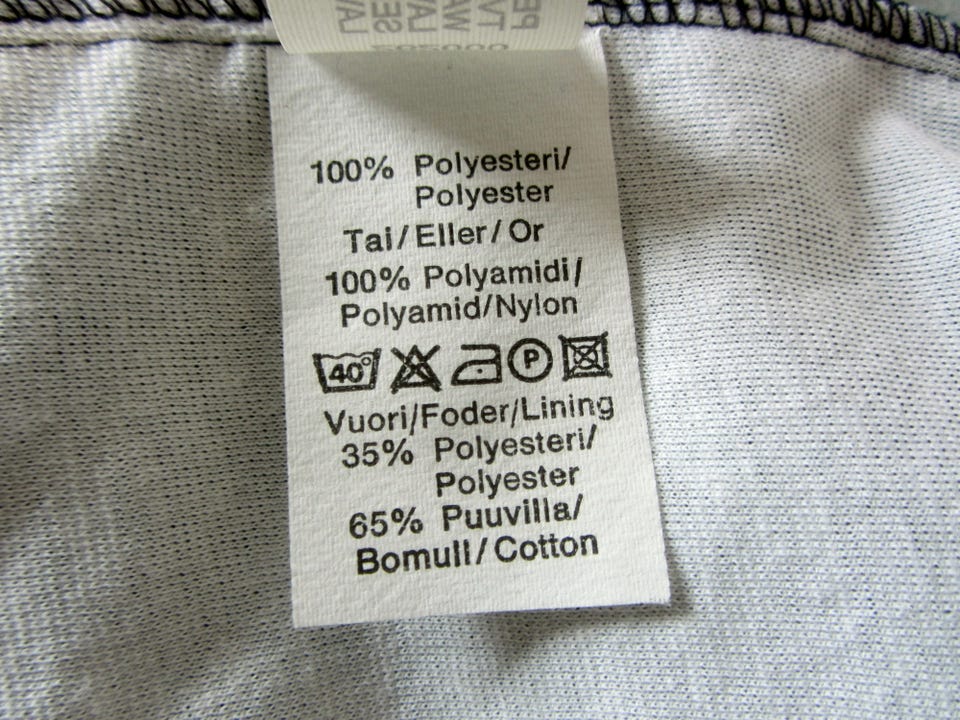 100% Polyesteri/
Polyester
Tai/Eller/Or
100% Polyamidi/
Polyamid/Nylon
40°
P
Vuori/Foder/Lining
35% Polyesteri/
Polyester
65% Puuvilla/
Bomull/Cotton